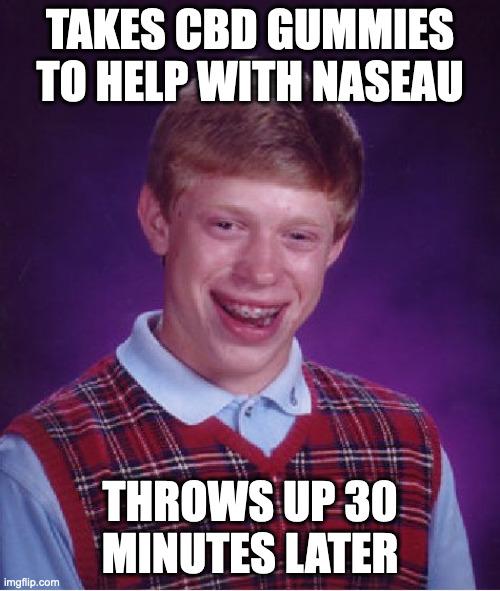 TAKES CBD GUMMIES
TO HELP WITH NASEAU
THROWS UP 30
MINUTES LATER
imgflip.com